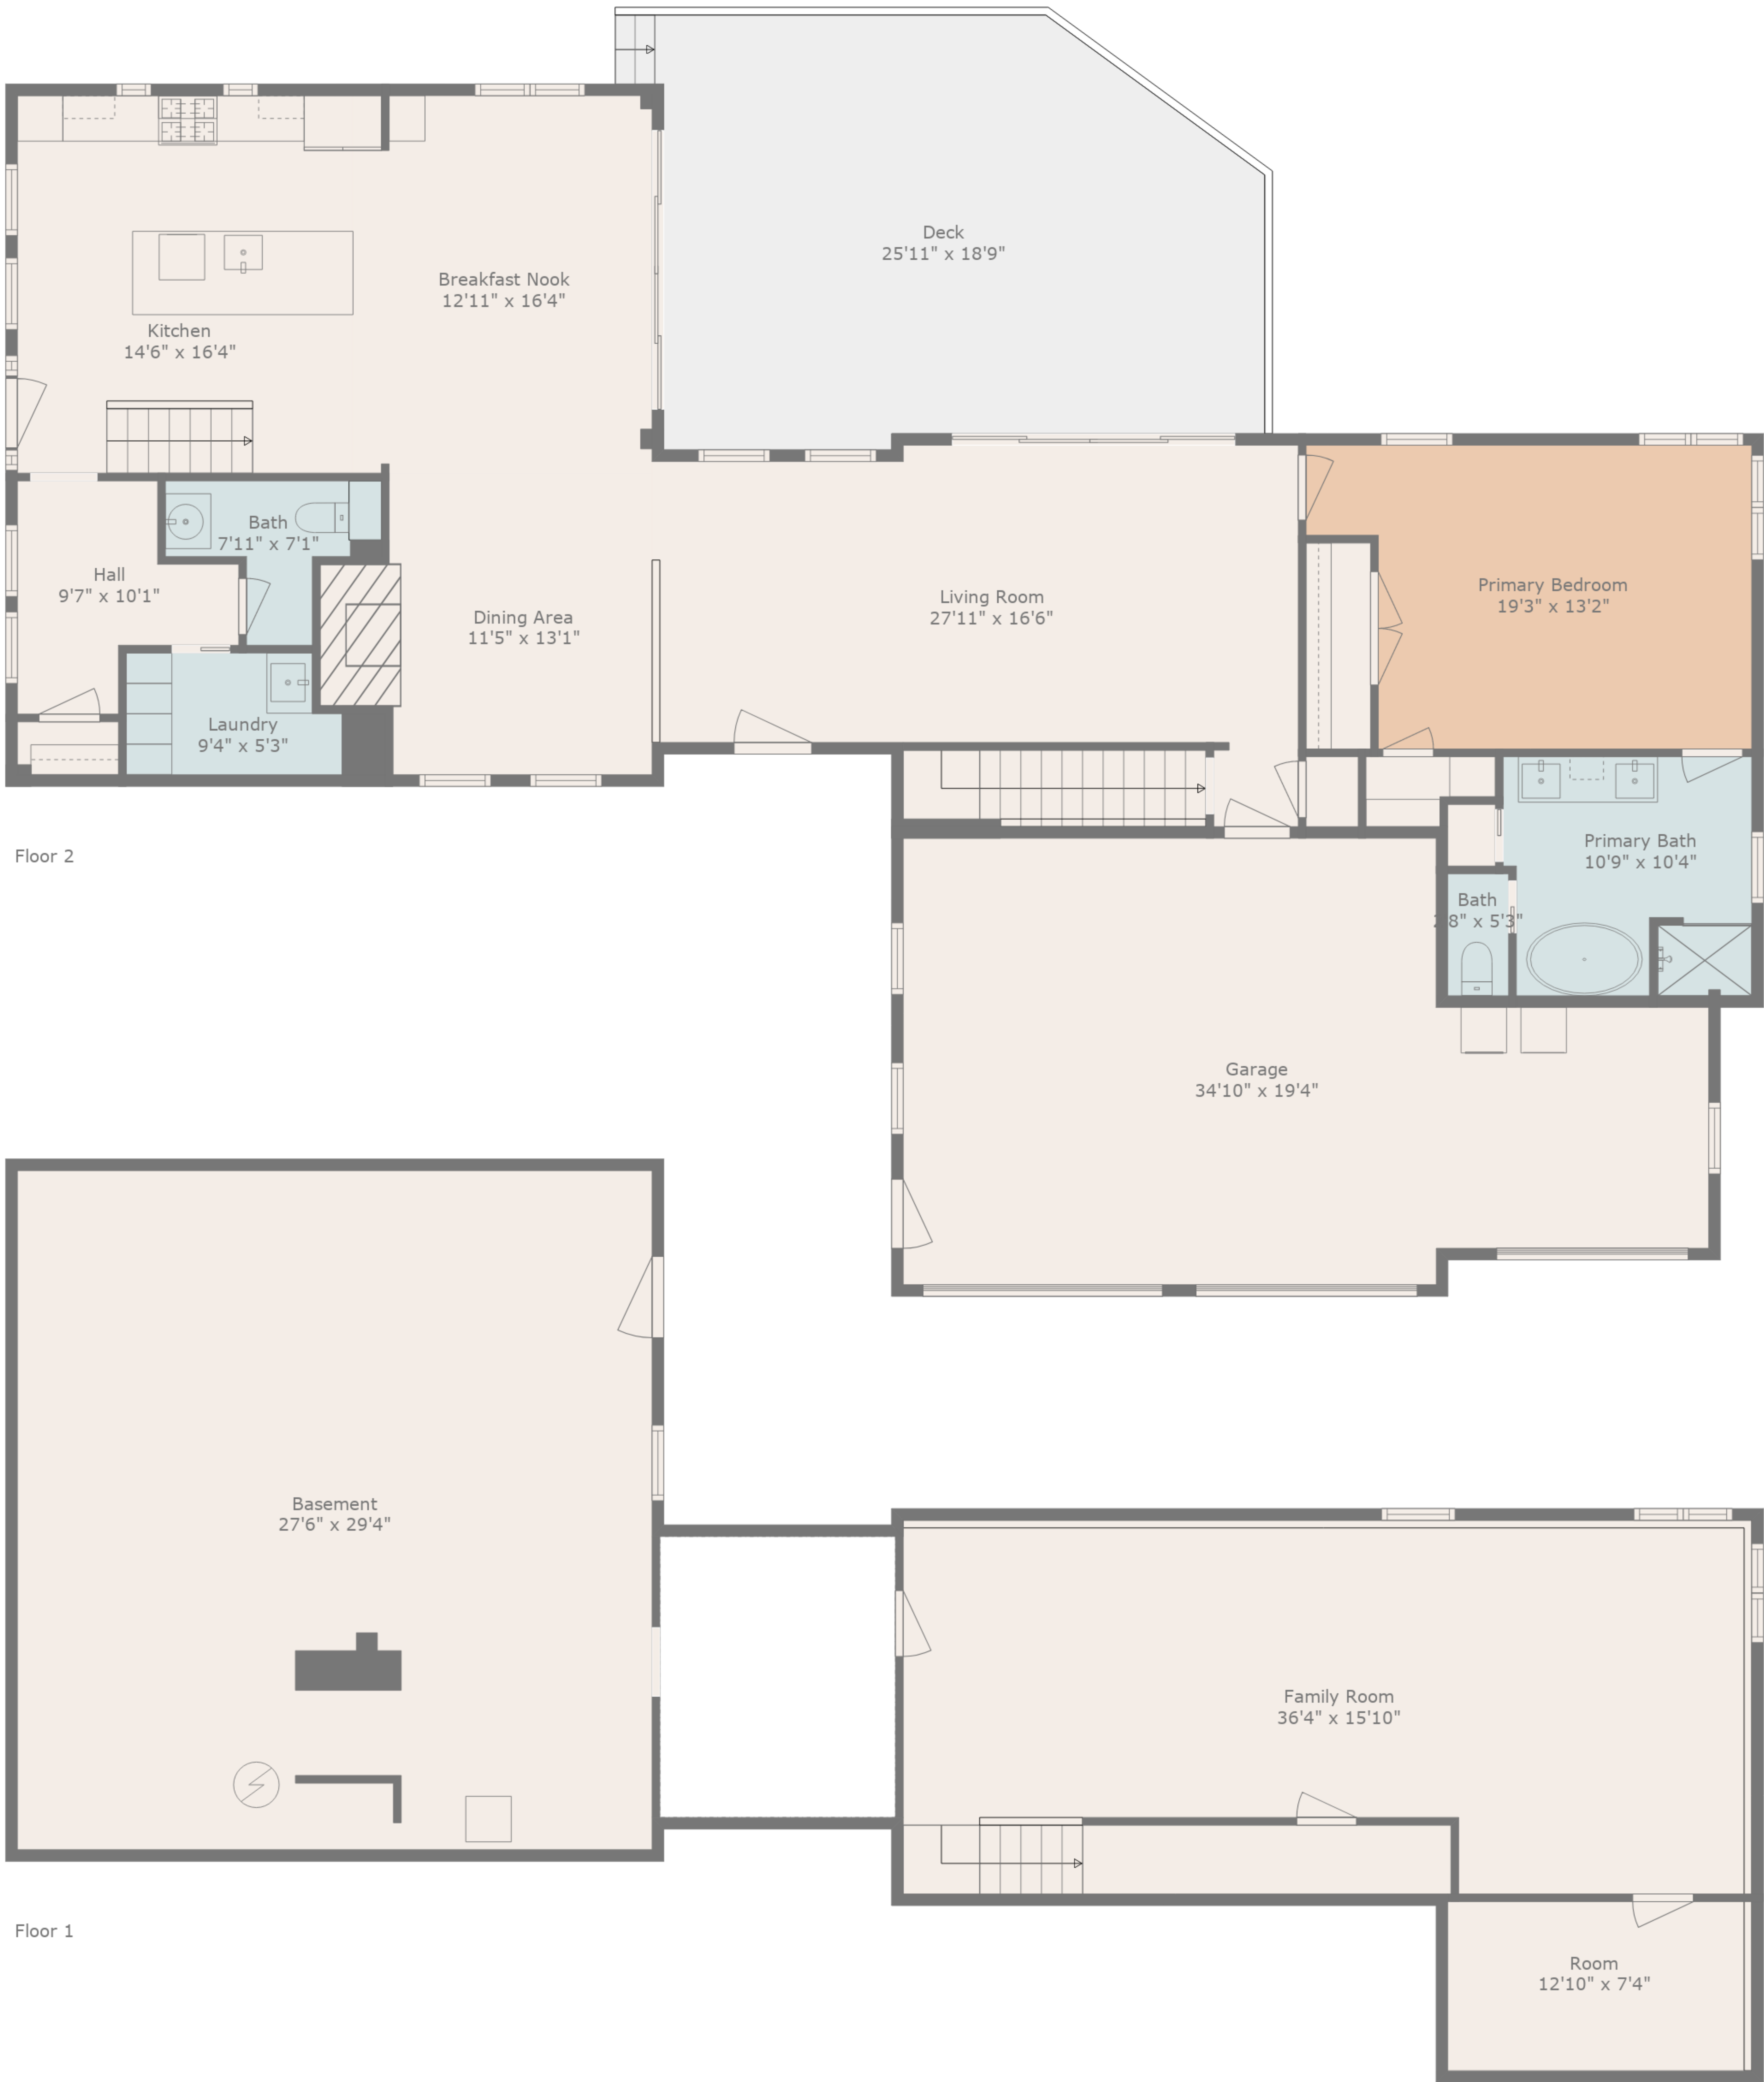 Deck
25'11" x 18'9"
Breakfast Nook
12'11" x 16'4"
Kitchen
14'6" x 16'4"
Bath
7'11" x 7'1"
Hall
9'7" x 10'1"
Dining Area
11'5" x 13'1"
Living Room
27'11" x 16'6"
Primary Bedroom
19'3" x 13'2"
Laundry
9'4" x 5'3"
Primary Bath
10'9" x 10'4"
Floor 2
Bath
5'3"
Garage
34'10" x 19'4"
Basement
27'6" x 29'4"
Family Room
36'4" x 15'10"
Floor 1
Room
12'10" x 7'4"